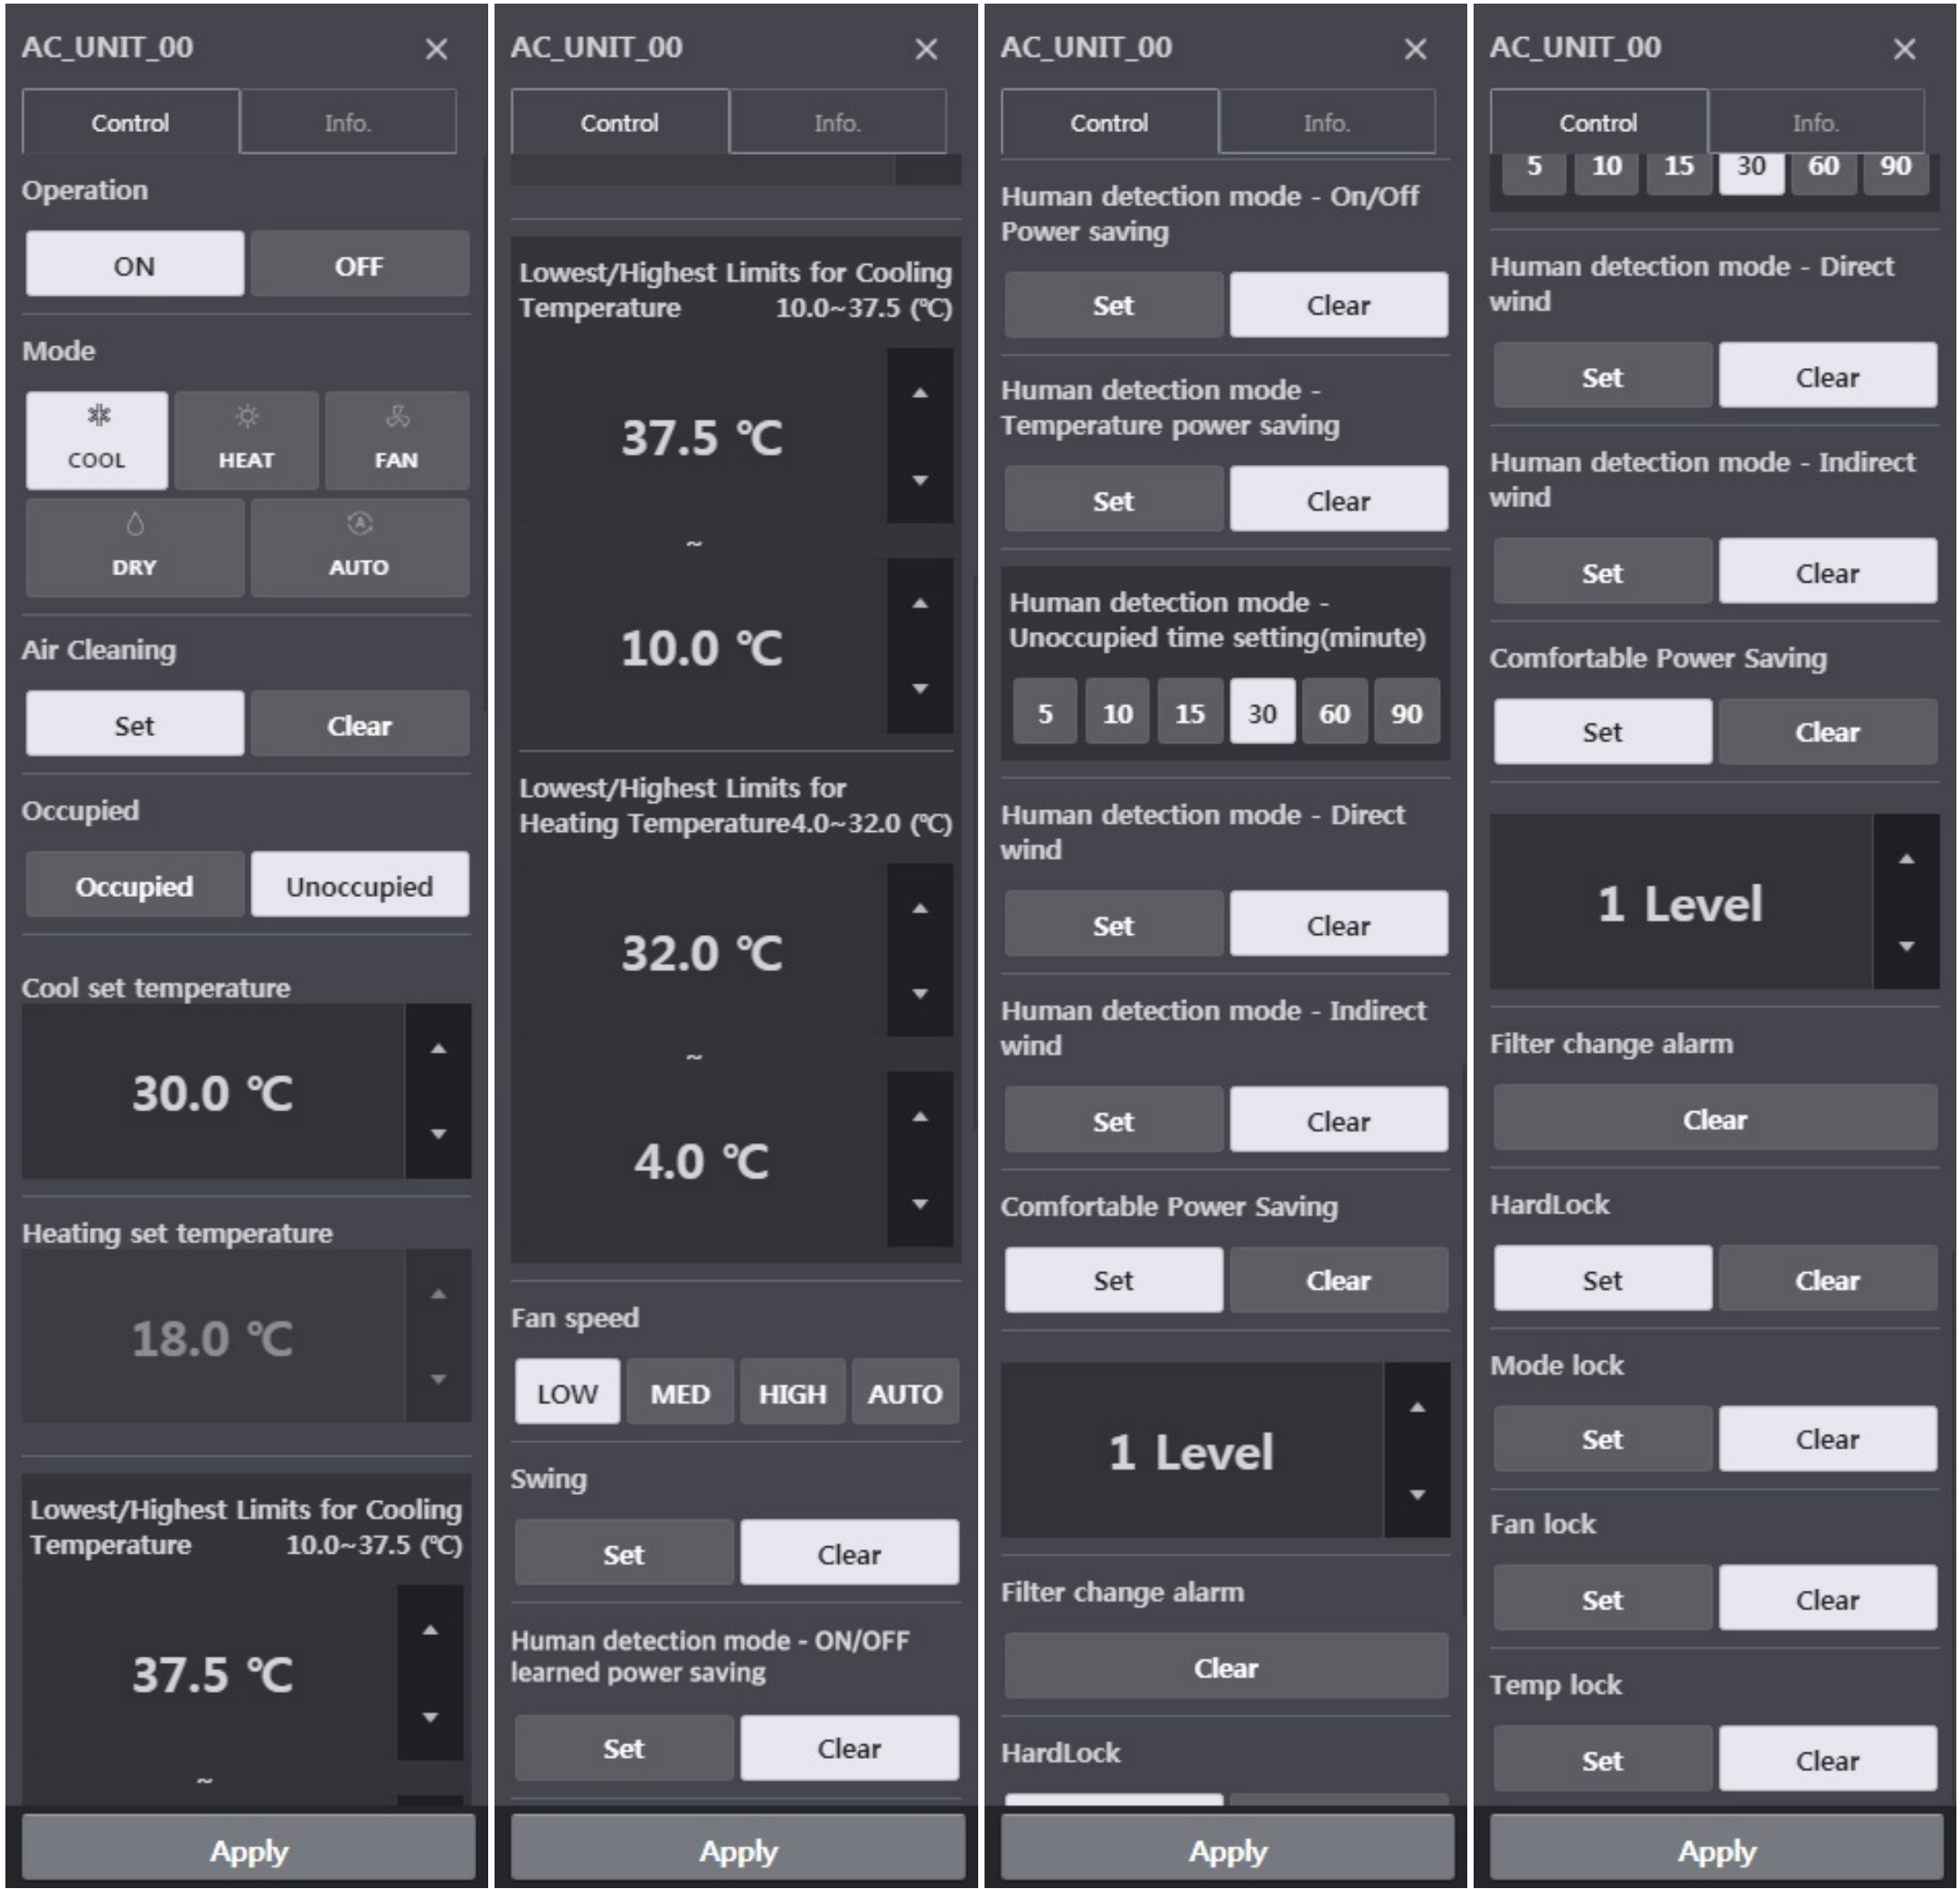 AC_UNIT_00
Control Info.
Operation
ON OFF
Mode
COOL HEAT FAN
DRY AUTO
Air Cleaning
Set Clear
Occupied
Occupied Unoccupied
Cool set temperature
30.0 ℃
Heating set temperature
18.0 ℃
Lowest/Highest Limits for Cooling
Temperature 10.0~37.5 (℃)
37.5 ℃
~
Apply
AC_UNIT_00
Control Info.
Lowest/Highest Limits for Cooling
Temperature 10.0~37.5 (℃)
37.5 ℃
~
10.0 ℃
Lowest/Highest Limits for
Heating Temperature4.0~32.0 (℃)
32.0 ℃
~
4.0 ℃
Fan speed
LOW MED HIGH AUTO
Swing
Set Clear
Human detection mode - ON/OFF
learned power saving
Set Clear
Apply
AC_UNIT_00
Control Info.
Human detection mode - On/Off
Power saving
Set Clear
Human detection mode -
Temperature power saving
Set Clear
Human detection mode -
Unoccupied time setting(minute)
5 10 15 30 60 90
Human detection mode - Direct
wind
Set Clear
Human detection mode - Indirect
wind
Set Clear
Comfortable Power Saving
Set Clear
1 Level
Filter change alarm
Clear
HardLock
Apply
AC_UNIT_00
Control Info.
5 10 15 30 60 90
Human detection mode - Direct
wind
Set Clear
Human detection mode - Indirect
wind
Set Clear
Comfortable Power Saving
Set Clear
1 Level
Filter change alarm
Clear
HardLock
Set Clear
Mode lock
Set Clear
Fan lock
Set Clear
Temp lock
Set Clear
Apply